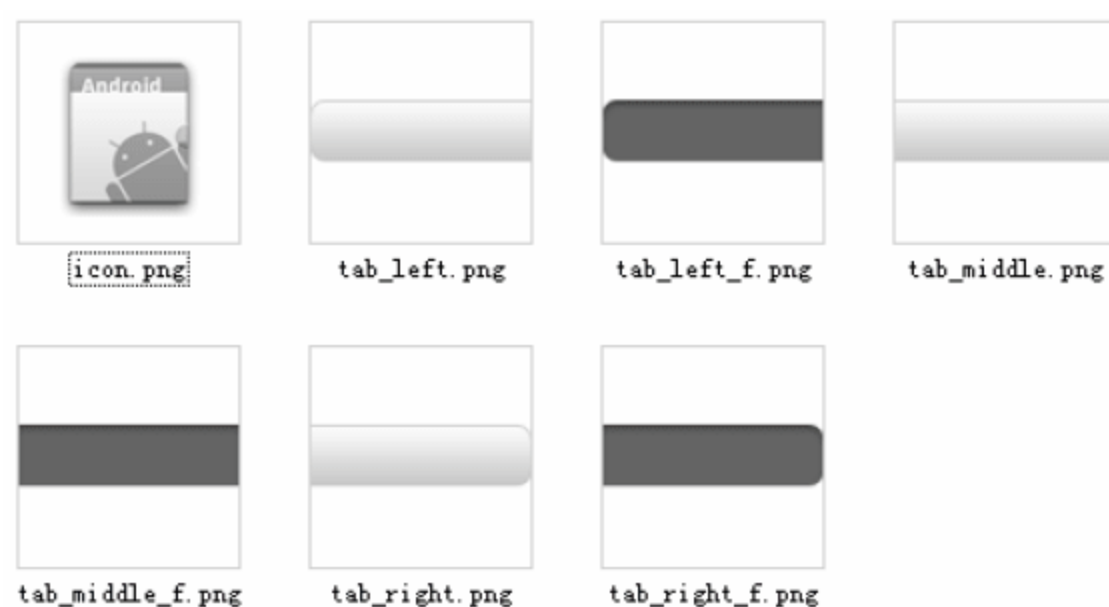 Android
icon.png
tab_left.png
tab_left_f.png
tab_middle.png
tab_middle_f.png
tab_right.png
tab_right_f.png